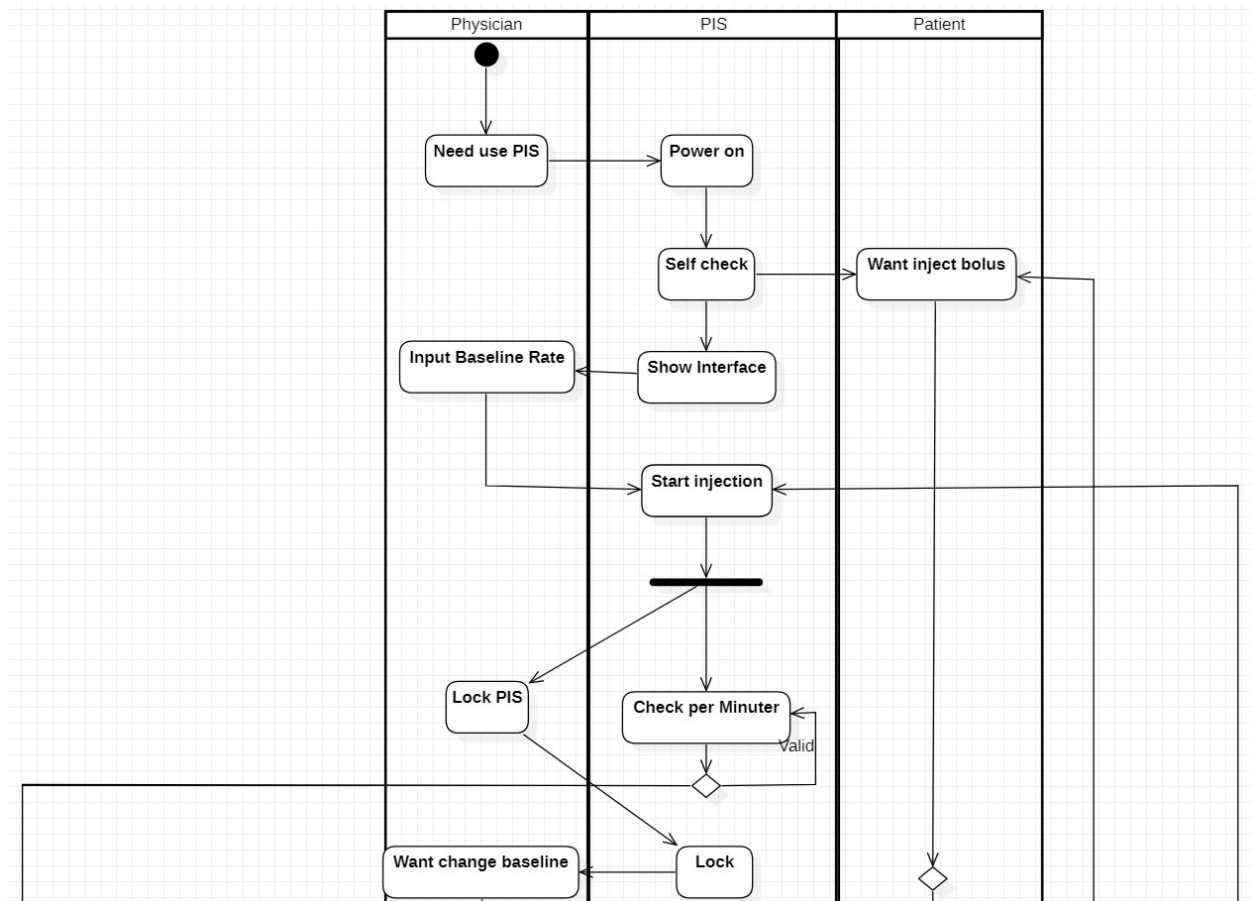 Physician
PIS
Patient
Need use PIS
Power on
Self check
Want inject bolus
Input Baseline Rate
Show Interface
Start injection
Lock PIS
Check per Minuter
Valid
Want change baseline
Lock